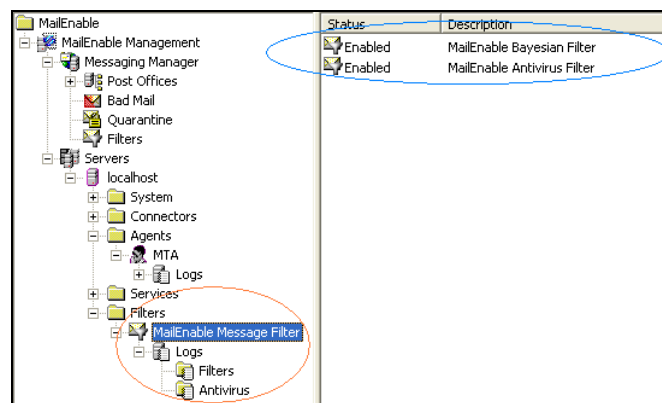 MailEnable
MailEnable Management
Messaging Manager
Post Offices
Bad Mail
Quarantine
Filters
Servers
localhost
System
Connectors
Agents
MTA
Logs
Services
Filters
MailEnable Message Filter
Logs
Filters
Antivirus
Status Description
Enabled MailEnable Bayesian Filter
Enabled MailEnable Antivirus Filter